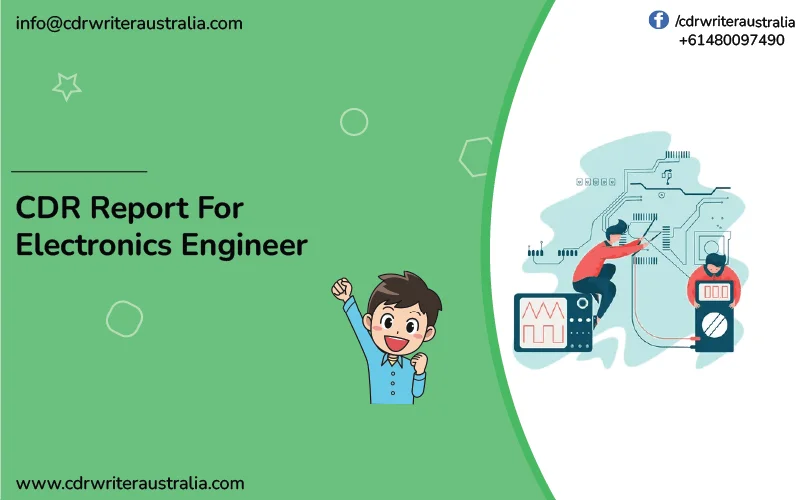 info@cdrwriteraustralia.com
/cdrwriteraustralia
+61480097490
CDR Report For
Electronics Engineer
www.cdrwriteraustralia.com